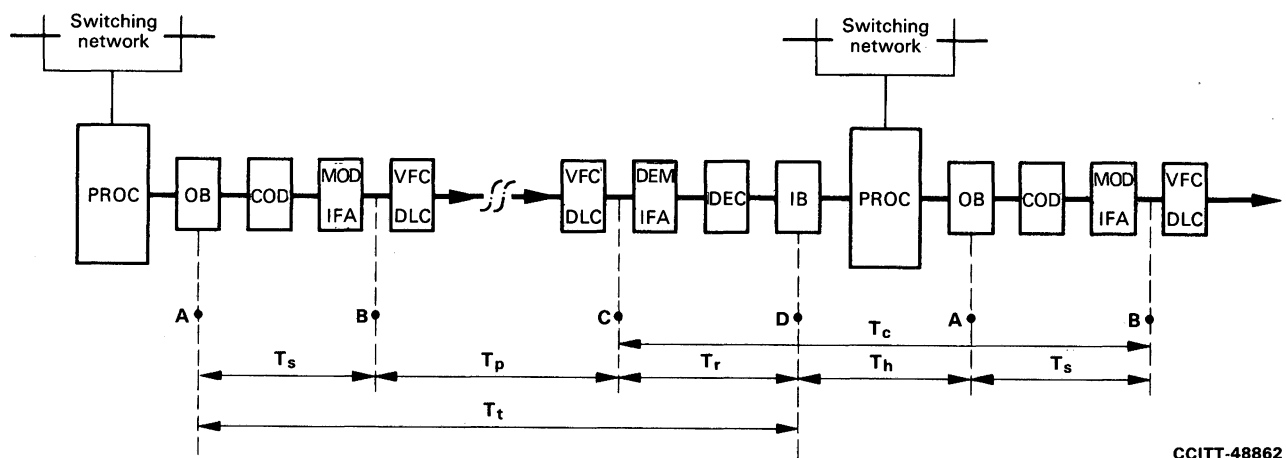 Switching
network
Switching
network
PROC
OB
COD
MOD
IFA
VFC
DLC
VFC
DLC
DEM
IFA
DEC
IB
PROC
OB
COD
MOD
IFA
VFC
DLC
A
B
C
D
A
B
Tc
Ts
Tp
Tr
Th
Ts
Tt
CCITT-48862